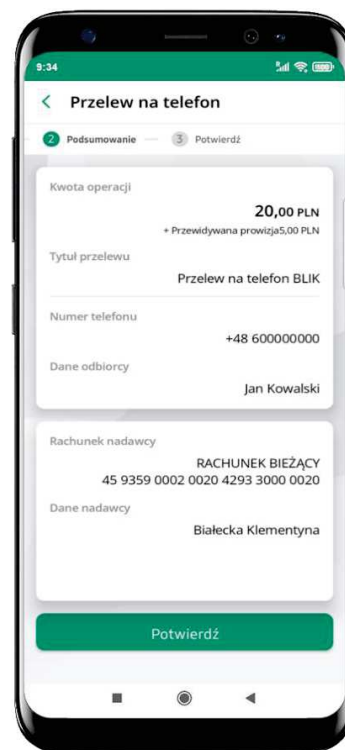 9:34
Przelew na telefon
2 Podsumowanie 3 Potwierdź
Kwota operacji
20,00 PLN
+ Przewidywana prowizja5,00 PLN
Tytuł przelewu
Przelew na telefon BLIK
Numer telefonu
+48 600000000
Dane odbiorcy
Jan Kowalski
Rachunek nadawcy
RACHUNEK BIEŻĄCY
45 9359 0002 0020 4293 3000 0020
Dane nadawcy
Białecka Klementyna
Potwierdź